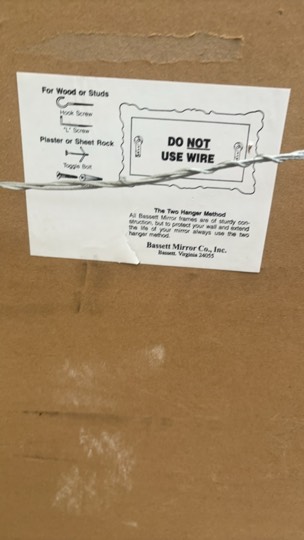 For Wood or Studs
Hook Screw
"L" Screw
Plaster or Sheet Rock
Toggle Bolt
DO NOT
USE WIRE
The Two Hanger Method
All Bassett Mirror frames are of sturdy con-
struction, but to protect your wall and extend
the life of your mirror always use the two
hanger method.
Bassett Mirror Co., Inc.
Bassett, Virginia 24055